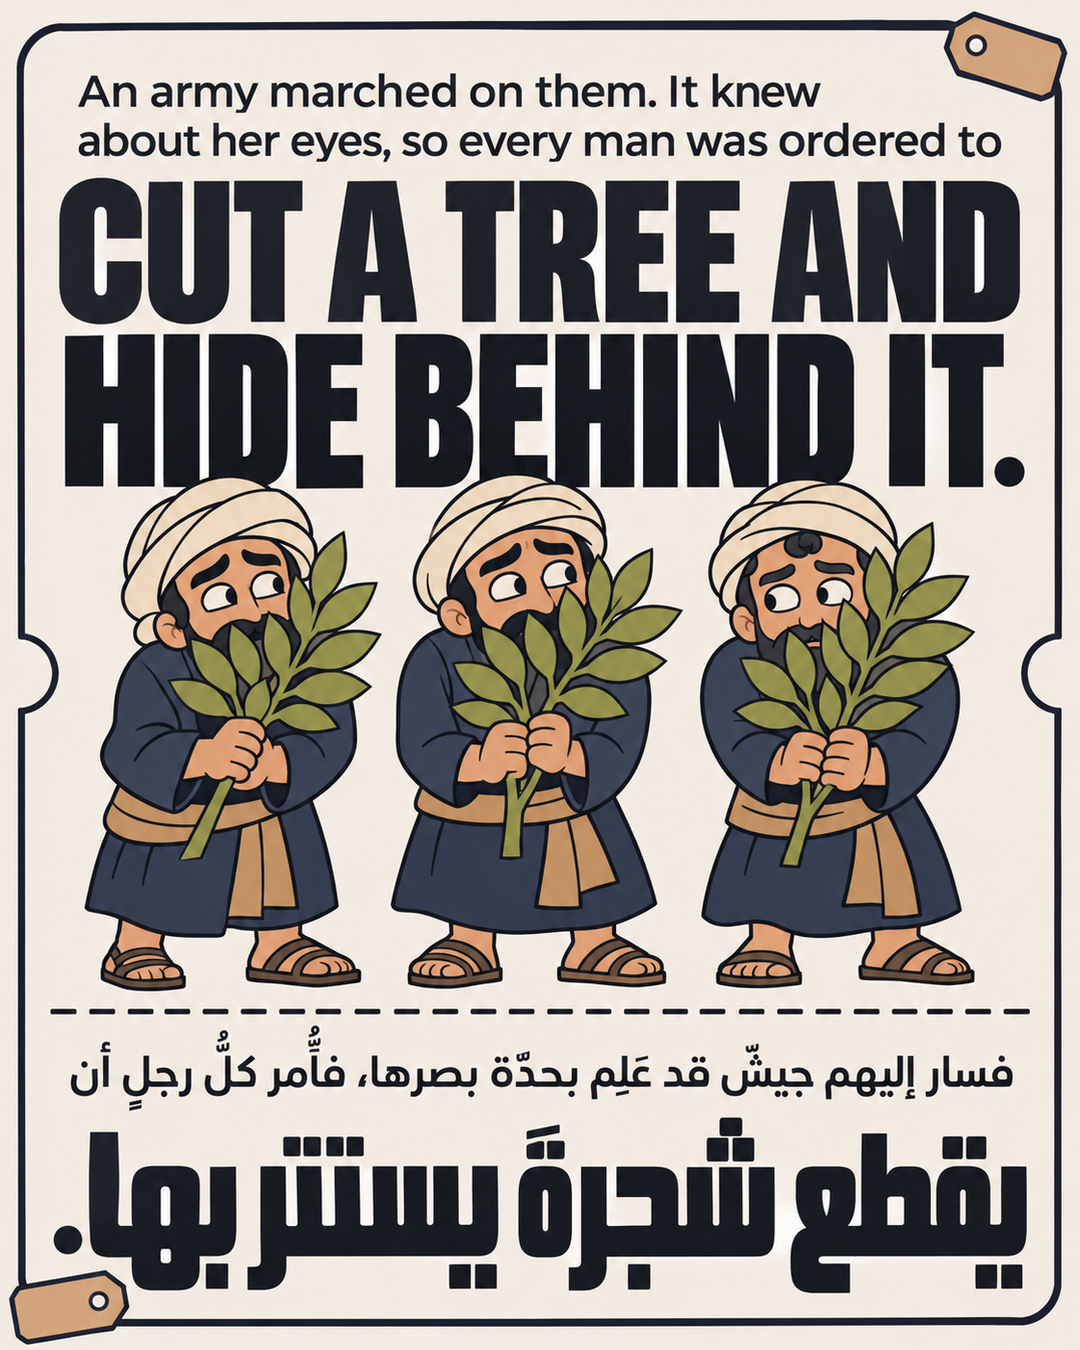 An army marched on them. It knew
about her eyes, so every man was ordered to
CUT A TREE AND
HIDE BEHIND IT.
فسار إليهم جيشّ قد عَلِم بحدّة بصرها، فأُمر كلُّ رجلٍ أن
يقطع شجرةً يستتر بها.